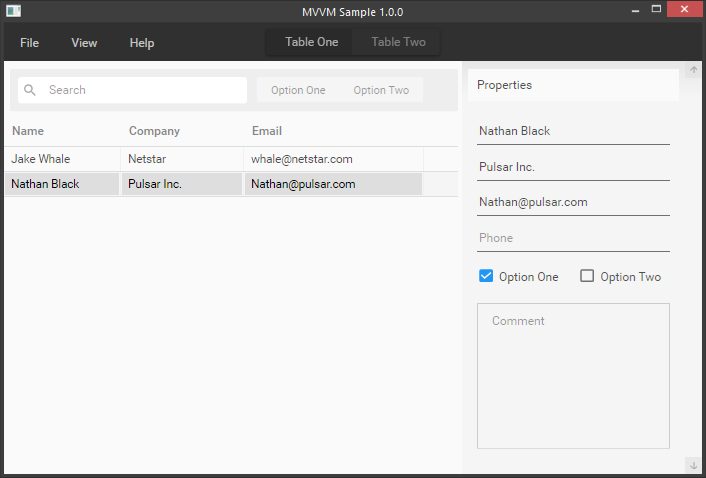 MVVM Sample 1.0.0
File View Help Table One Table Two
Search Option One Option Two
Name Company Email
Jake Whale Netstar whale@netstar.com
Nathan Black Pulsar Inc. Nathan@pulsar.com
Properties
Nathan Black
Pulsar Inc.
Nathan@pulsar.com
Phone
Option One Option Two
Comment